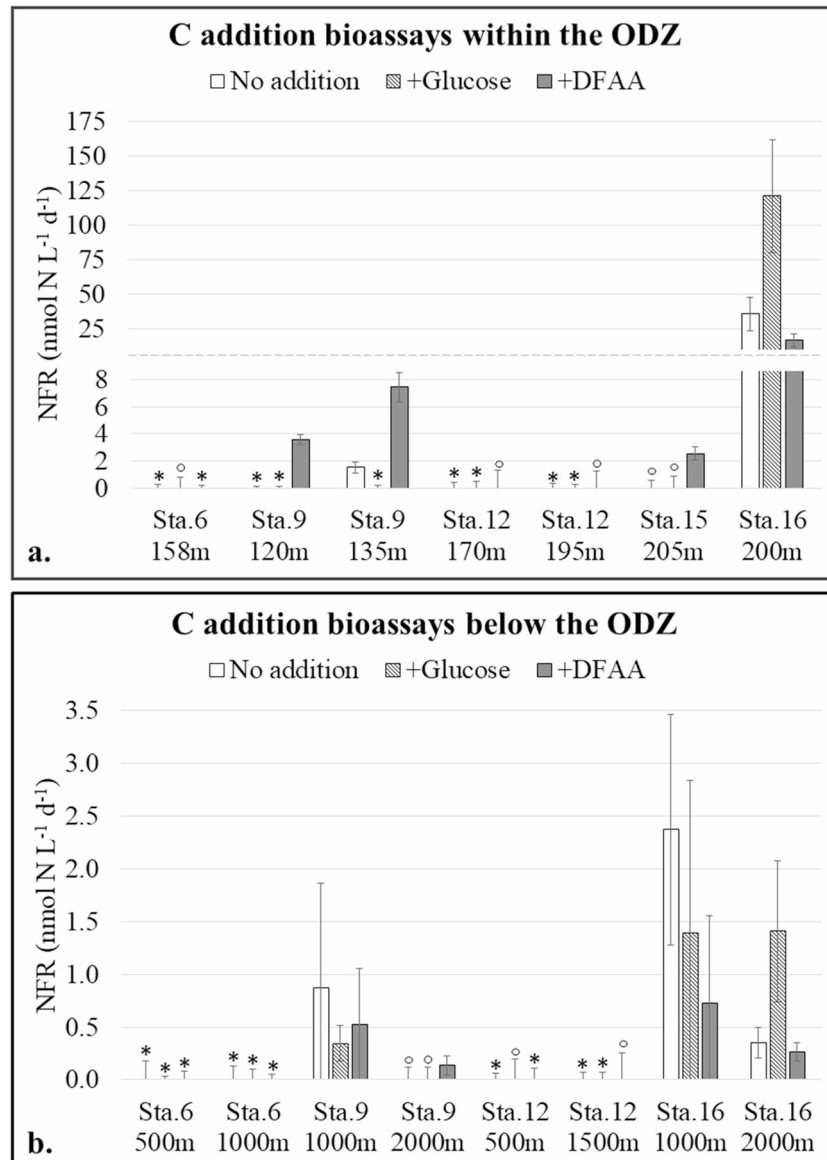 C addition bioassays within the ODZ
No addition +Glucose +DFAA
NFR (nmol N L-1 d-1)
175
150
125
100
75
50
25
8
6
4
2
0
* ○ * * * * * * ○ * * ○ ○ ○
Sta.6 Sta.9 Sta.9 Sta.12 Sta.12 Sta.15 Sta.16
158m 120m 135m 170m 195m 205m 200m
a.
C addition bioassays below the ODZ
No addition +Glucose +DFAA
NFR (nmol N L-1 d-1)
3.5
3.0
2.5
2.0
1.5
1.0
0.5
0.0
* * * * * * ○ ○ * ○ * * * ○
Sta.6 Sta.6 Sta.9 Sta.9 Sta.12 Sta.12 Sta.16 Sta.16
500m 1000m 1000m 2000m 500m 1500m 1000m 2000m
b.